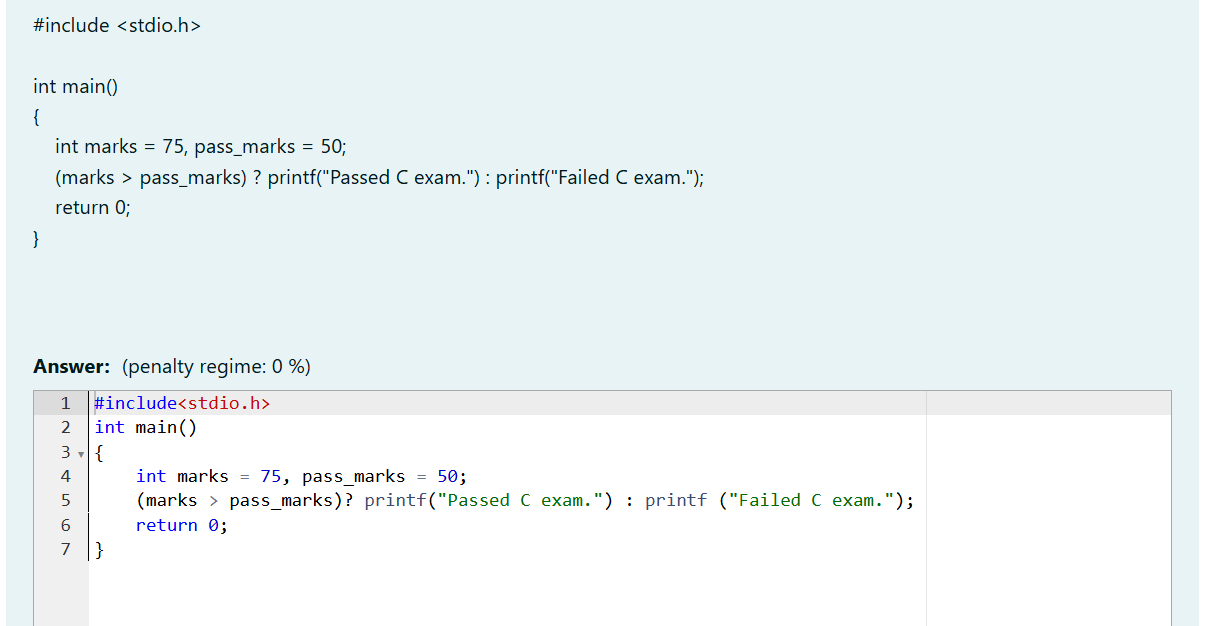 #include <stdio.h>
int main()
{
int marks = 75, pass_marks = 50;
(marks > pass_marks) ? printf("Passed C exam.") : printf("Failed C exam.");
return 0;
}
Answer: (penalty regime: 0 %)
1 #include<stdio.h>
2 int main()
3 {
4 int marks = 75, pass_marks = 50;
5 (marks > pass_marks)? printf("Passed C exam.") : printf ("Failed C exam.");
6 return 0;
7 }